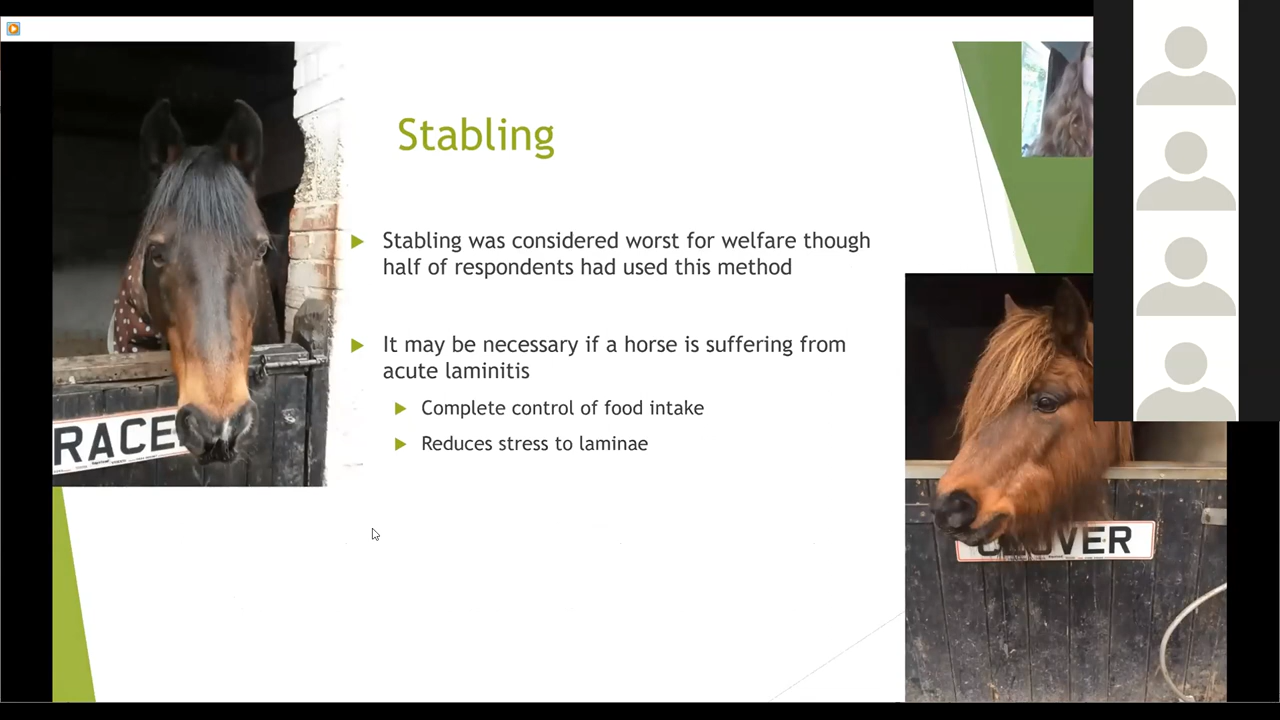 Stabling
Stabling was considered worst for welfare though
half of respondents had used this method
It may be necessary if a horse is suffering from
acute laminitis
Complete control of food intake
Reduces stress to laminae
RACE